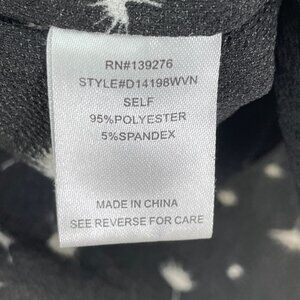 RN#139276
STYLE#D14198WVN
SELF
95%POLYESTER
5%SPANDEX
MADE IN CHINA
SEE REVERSE FOR CARE